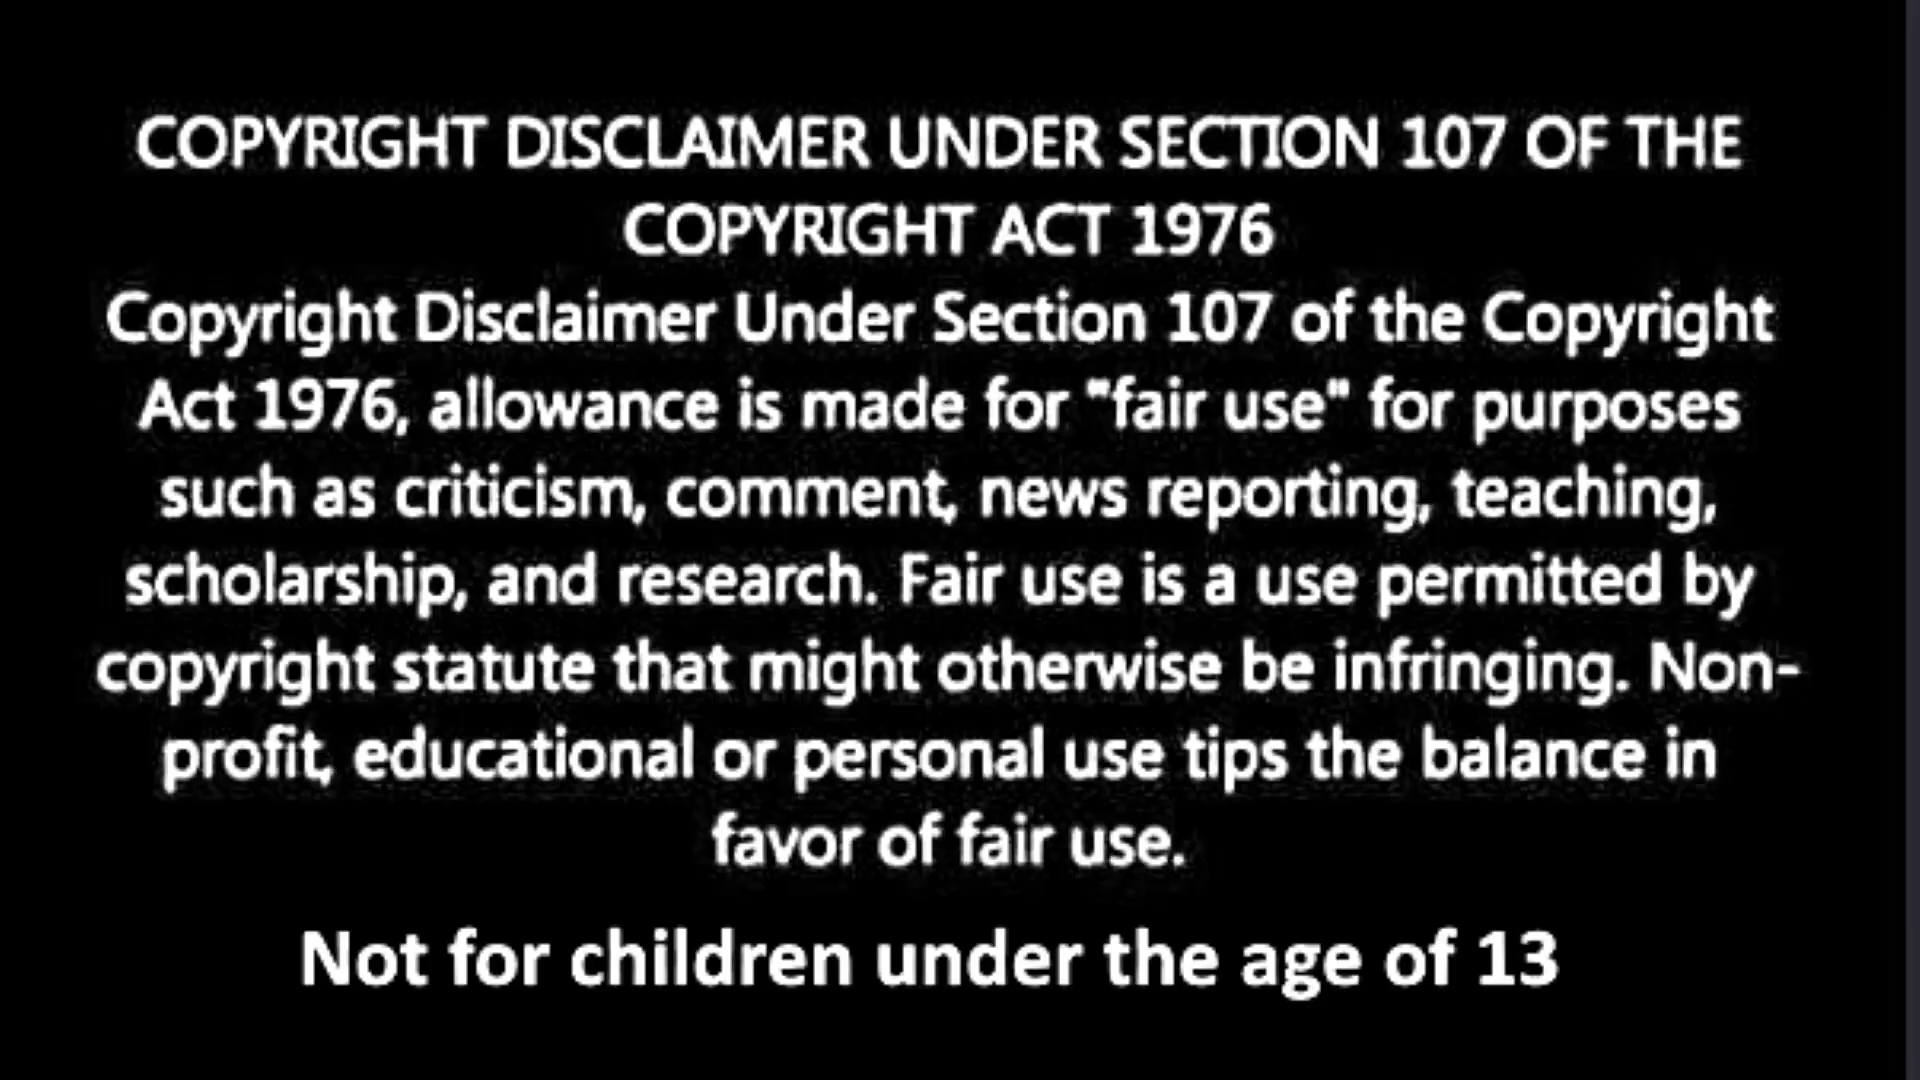 COPYRIGHT DISCLAIMER UNDER SECTION 107 OF THE
COPYRIGHT ACT 1976
Copyright Disclaimer Under Section 107 of the Copyright
Act 1976, allowance is made for "fair use" for purposes
such as criticism, comment, news reporting, teaching,
scholarship, and research. Fair use is a use permitted by
copyright statute that might otherwise be infringing. Non-
profit, educational or personal use tips the balance in
favor of fair use.
Not for children under the age of 13